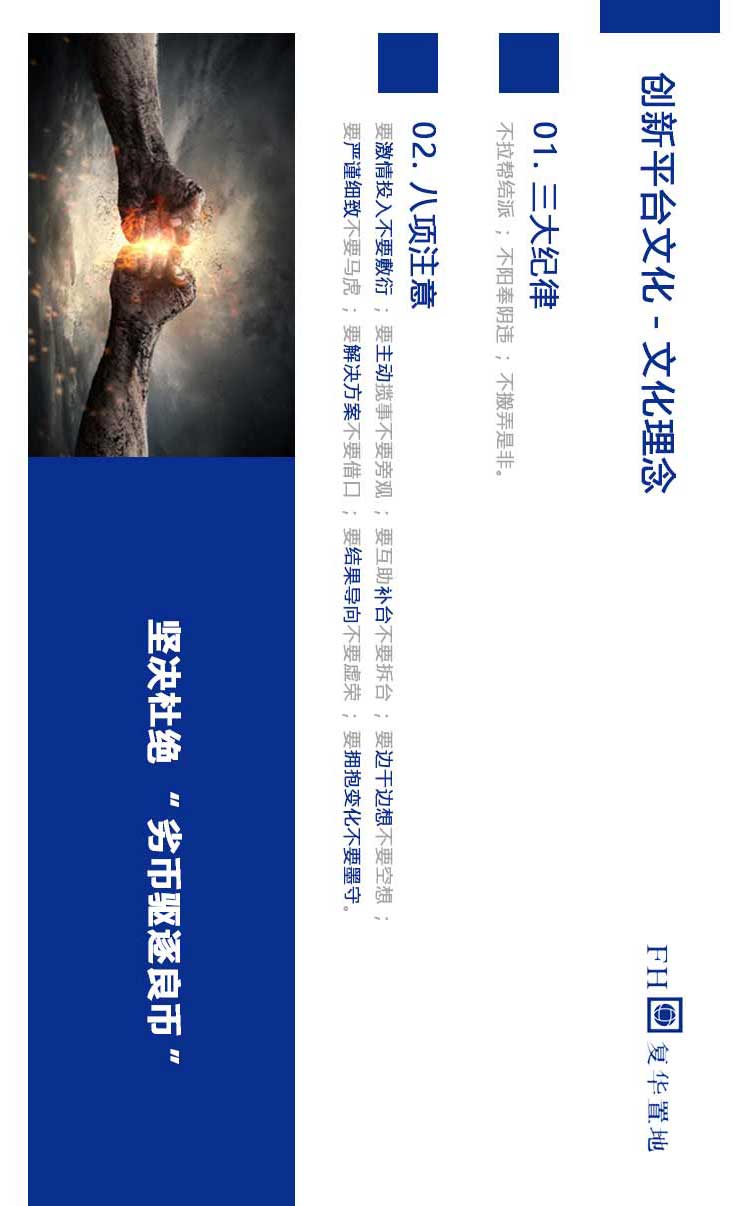 创新平台文化 - 文化理念
FH 复华置地
01. 三大纪律
不拉帮结派 ; 不阳奉阴违 ; 不搬弄是非。
02. 八项注意
要激情投入不要敷衍 ; 要主动揽事不要旁观 ; 要互助补台不要拆台 ; 要边干边想不要空想 ;
要严谨细致不要马虎 ; 要解决方案不要借口 ; 要结果导向不要虚荣 ; 要拥抱变化不要墨守。
坚决杜绝 “ 劣币驱逐良币 ”